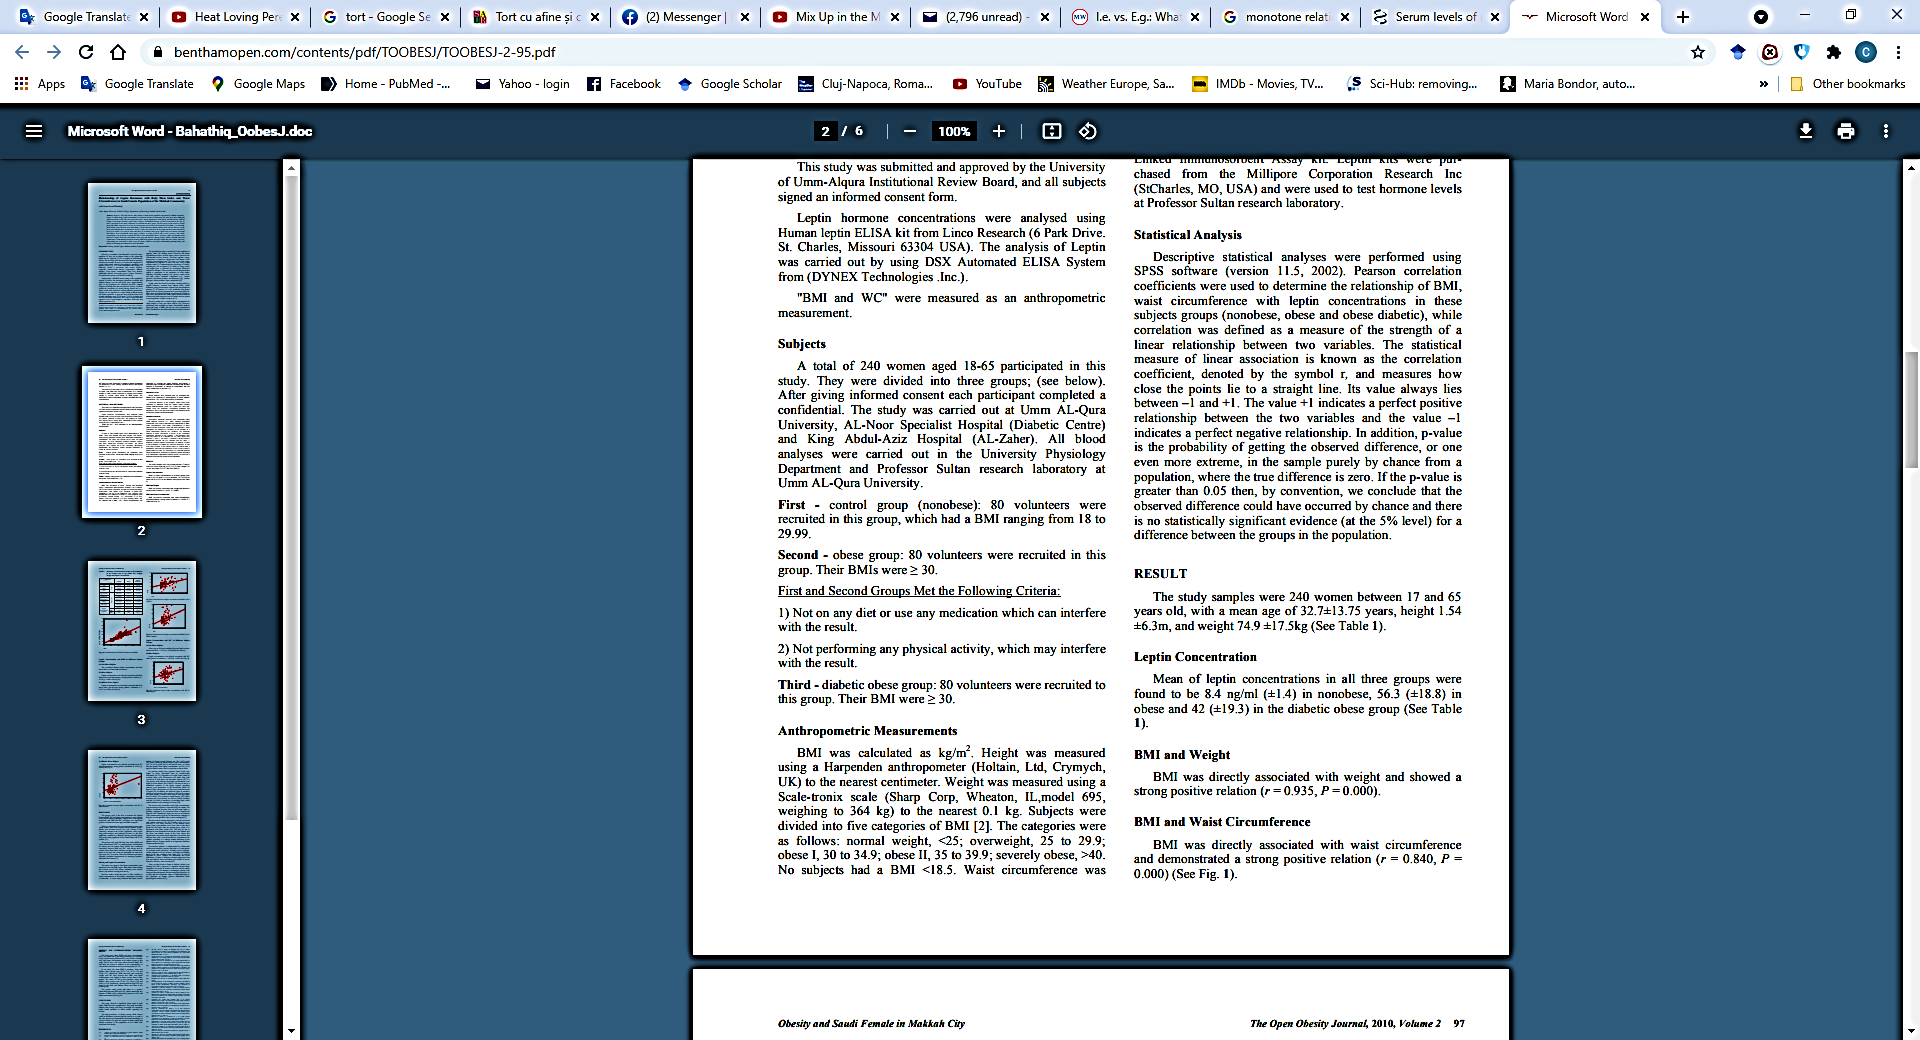 Google Translate
Heat Loving Per
tort - Google Se
Tort cu afine și c
(2) Messenger |
Mix Up in the M
(2,796 unread) -
I.e. vs. E.g.: Wha
monotone relat
Serum levels of
Microsoft Word
benthamopen.com/contents/pdf/TOOBESJ/TOOBESJ-2-95.pdf
Apps Google Translate Google Maps Home - PubMed -... Yahoo - login Facebook Google Scholar Cluj-Napoca, Roma... YouTube Weather Europe, Sa... IMDb - Movies, TV... Sci-Hub: removing... Maria Bondor, auto... » Other bookmarks
Microsoft Word - Bahathiq_OobesJ.doc
2 / 6 100%
1
2
3
4
This study was submitted and approved by the University
of Umm-Alqura Institutional Review Board, and all subjects
signed an informed consent form.
Leptin hormone concentrations were analysed using
Human leptin ELISA kit from Linco Research (6 Park Drive.
St. Charles, Missouri 63304 USA). The analysis of Leptin
was carried out by using DSX Automated ELISA System
from (DYNEX Technologies .Inc.).
"BMI and WC" were measured as an anthropometric
measurement.
Subjects
A total of 240 women aged 18-65 participated in this
study. They were divided into three groups; (see below).
After giving informed consent each participant completed a
confidential. The study was carried out at Umm AL-Qura
University, AL-Noor Specialist Hospital (Diabetic Centre)
and King Abdul-Aziz Hospital (AL-Zaher). All blood
analyses were carried out in the University Physiology
Department and Professor Sultan research laboratory at
Umm AL-Qura University.
First - control group (nonobese): 80 volunteers were
recruited in this group, which had a BMI ranging from 18 to
29.99.
Second - obese group: 80 volunteers were recruited in this
group. Their BMIs were ≥ 30.
First and Second Groups Met the Following Criteria:
1) Not on any diet or use any medication which can interfere
with the result.
2) Not performing any physical activity, which may interfere
with the result.
Third - diabetic obese group: 80 volunteers were recruited to
this group. Their BMI were ≥ 30.
Anthropometric Measurements
BMI was calculated as kg/m². Height was measured
using a Harpenden anthropometer (Holtain, Ltd, Crymych,
UK) to the nearest centimeter. Weight was measured using a
Scale-tronix scale (Sharp Corp, Wheaton, IL,model 695,
weighing to 364 kg) to the nearest 0.1 kg. Subjects were
divided into five categories of BMI [2]. The categories were
as follows: normal weight, <25; overweight, 25 to 29.9;
obese I, 30 to 34.9; obese II, 35 to 39.9; severely obese, >40.
No subjects had a BMI <18.5. Waist circumference was
Linked Immunosorbent Assay kit. Leptin kits were pur-
chased from the Millipore Corporation Research Inc
(StCharles, MO, USA) and were used to test hormone levels
at Professor Sultan research laboratory.
Statistical Analysis
Descriptive statistical analyses were performed using
SPSS software (version 11.5, 2002). Pearson correlation
coefficients were used to determine the relationship of BMI,
waist circumference with leptin concentrations in these
subjects groups (nonobese, obese and obese diabetic), while
correlation was defined as a measure of the strength of a
linear relationship between two variables. The statistical
measure of linear association is known as the correlation
coefficient, denoted by the symbol r, and measures how
close the points lie to a straight line. Its value always lies
between –1 and +1. The value +1 indicates a perfect positive
relationship between the two variables and the value –1
indicates a perfect negative relationship. In addition, p-value
is the probability of getting the observed difference, or one
even more extreme, in the sample purely by chance from a
population, where the true difference is zero. If the p-value is
greater than 0.05 then, by convention, we conclude that the
observed difference could have occurred by chance and there
is no statistically significant evidence (at the 5% level) for a
difference between the groups in the population.
RESULT
The study samples were 240 women between 17 and 65
years old, with a mean age of 32.7±13.75 years, height 1.54
±6.3m, and weight 74.9 ±17.5kg (See Table 1).
Leptin Concentration
Mean of leptin concentrations in all three groups were
found to be 8.4 ng/ml (±1.4) in nonobese, 56.3 (±18.8) in
obese and 42 (±19.3) in the diabetic obese group (See Table
1).
BMI and Weight
BMI was directly associated with weight and showed a
strong positive relation (r = 0.935, P = 0.000).
BMI and Waist Circumference
BMI was directly associated with waist circumference
and demonstrated a strong positive relation (r = 0.840, P =
0.000) (See Fig. 1).
Obesity and Saudi Female in Makkah City
The Open Obesity Journal, 2010, Volume 2 97